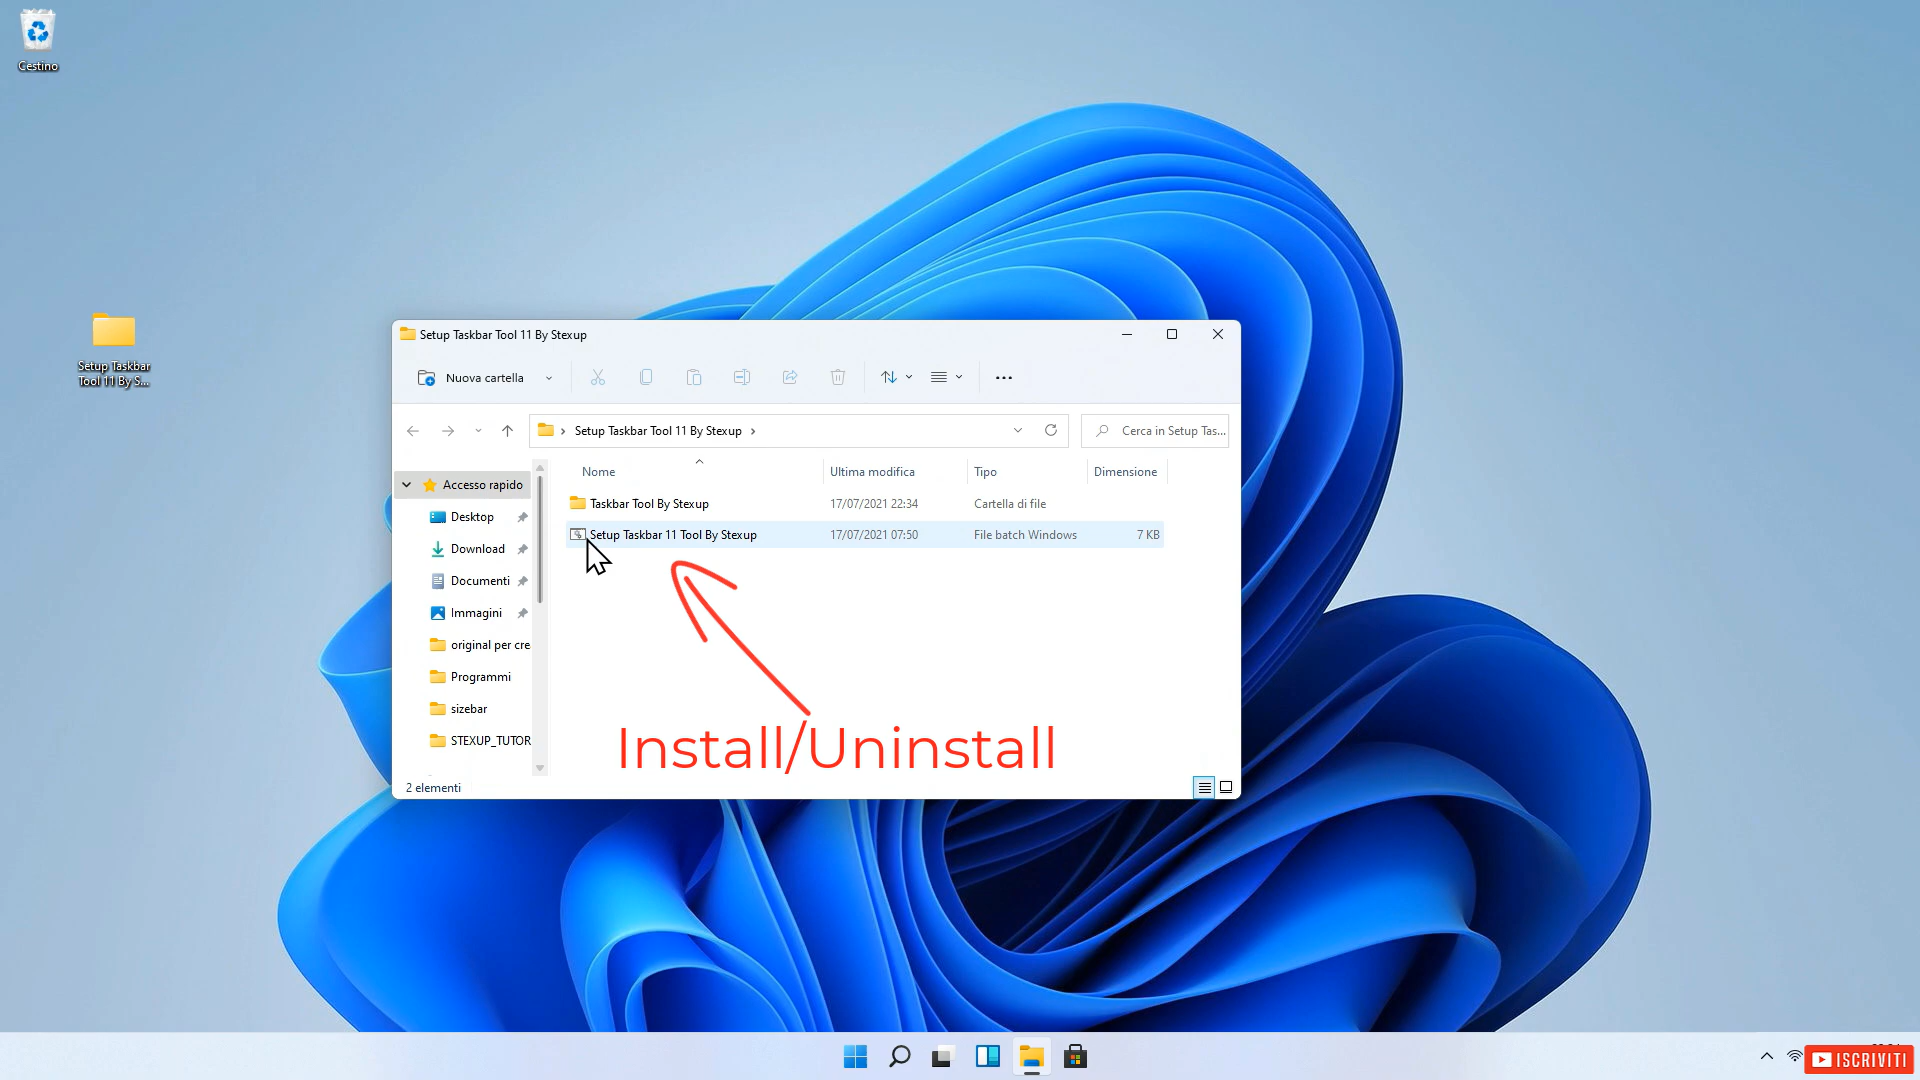 Cestino
Setup Taskbar
Tool 11 By S...
Setup Taskbar Tool 11 By Stexup
Nuova cartella
Setup Taskbar Tool 11 By Stexup
Cerca in Setup Tas...
Nome
Ultima modifica
Tipo
Dimensione
Accesso rapido
Desktop
Download
Documenti
Immagini
original per cre
Programmi
sizebar
STEXUP_TUTOR
Taskbar Tool By Stexup
17/07/2021 22:34
Cartella di file
Setup Taskbar 11 Tool By Stexup
17/07/2021 07:50
File batch Windows
7 KB
Install/Uninstall
2 elementi
ISCRIVITI